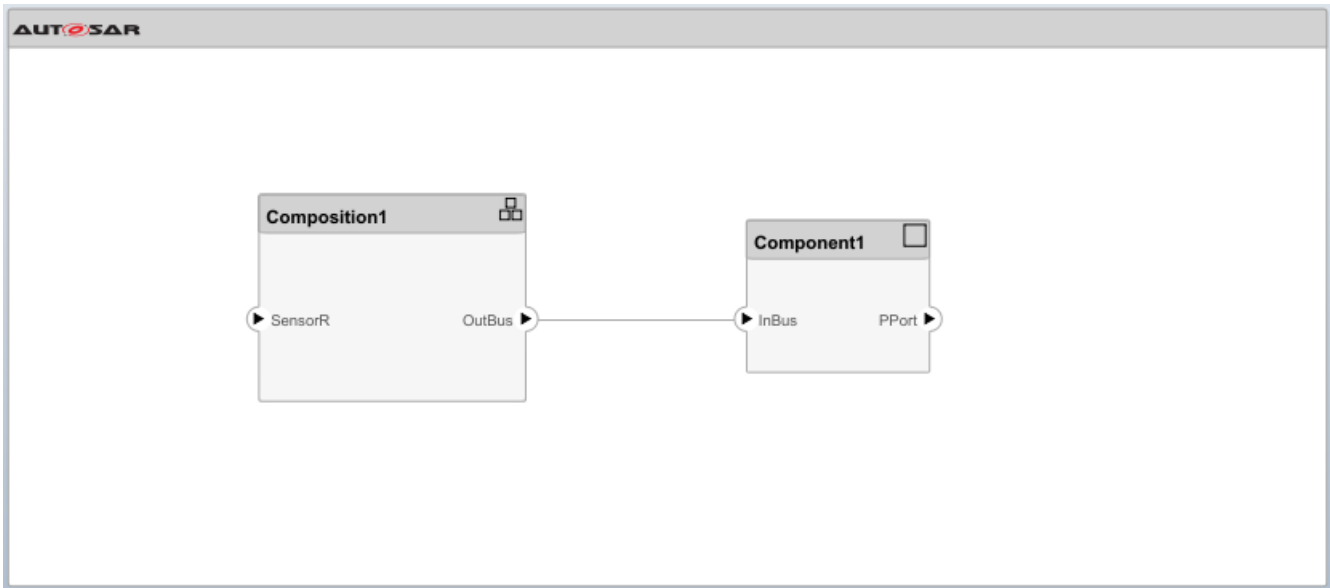 AUTOSAR
Composition1
Component1
SensorR
OutBus
InBus
PPort